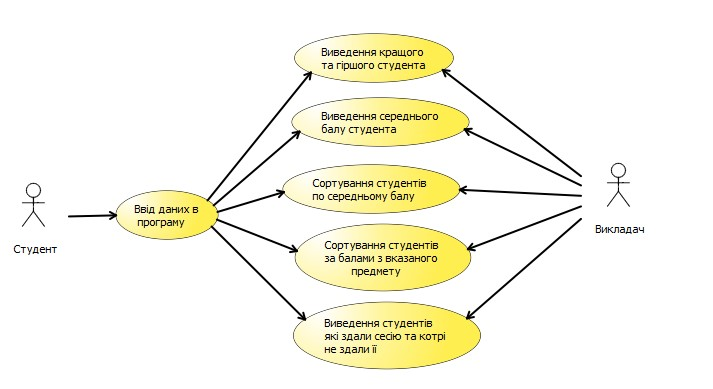 Виведення кращого
та гіршого студента
Виведення середнього
балу студента
Сортування студентів
по середньому балу
Ввід даних в
програму
Студент
Викладач
Сортування студентів
за балами з вказаного
предмету
Виведення студентів
які здали сесію та котрі
не здали її